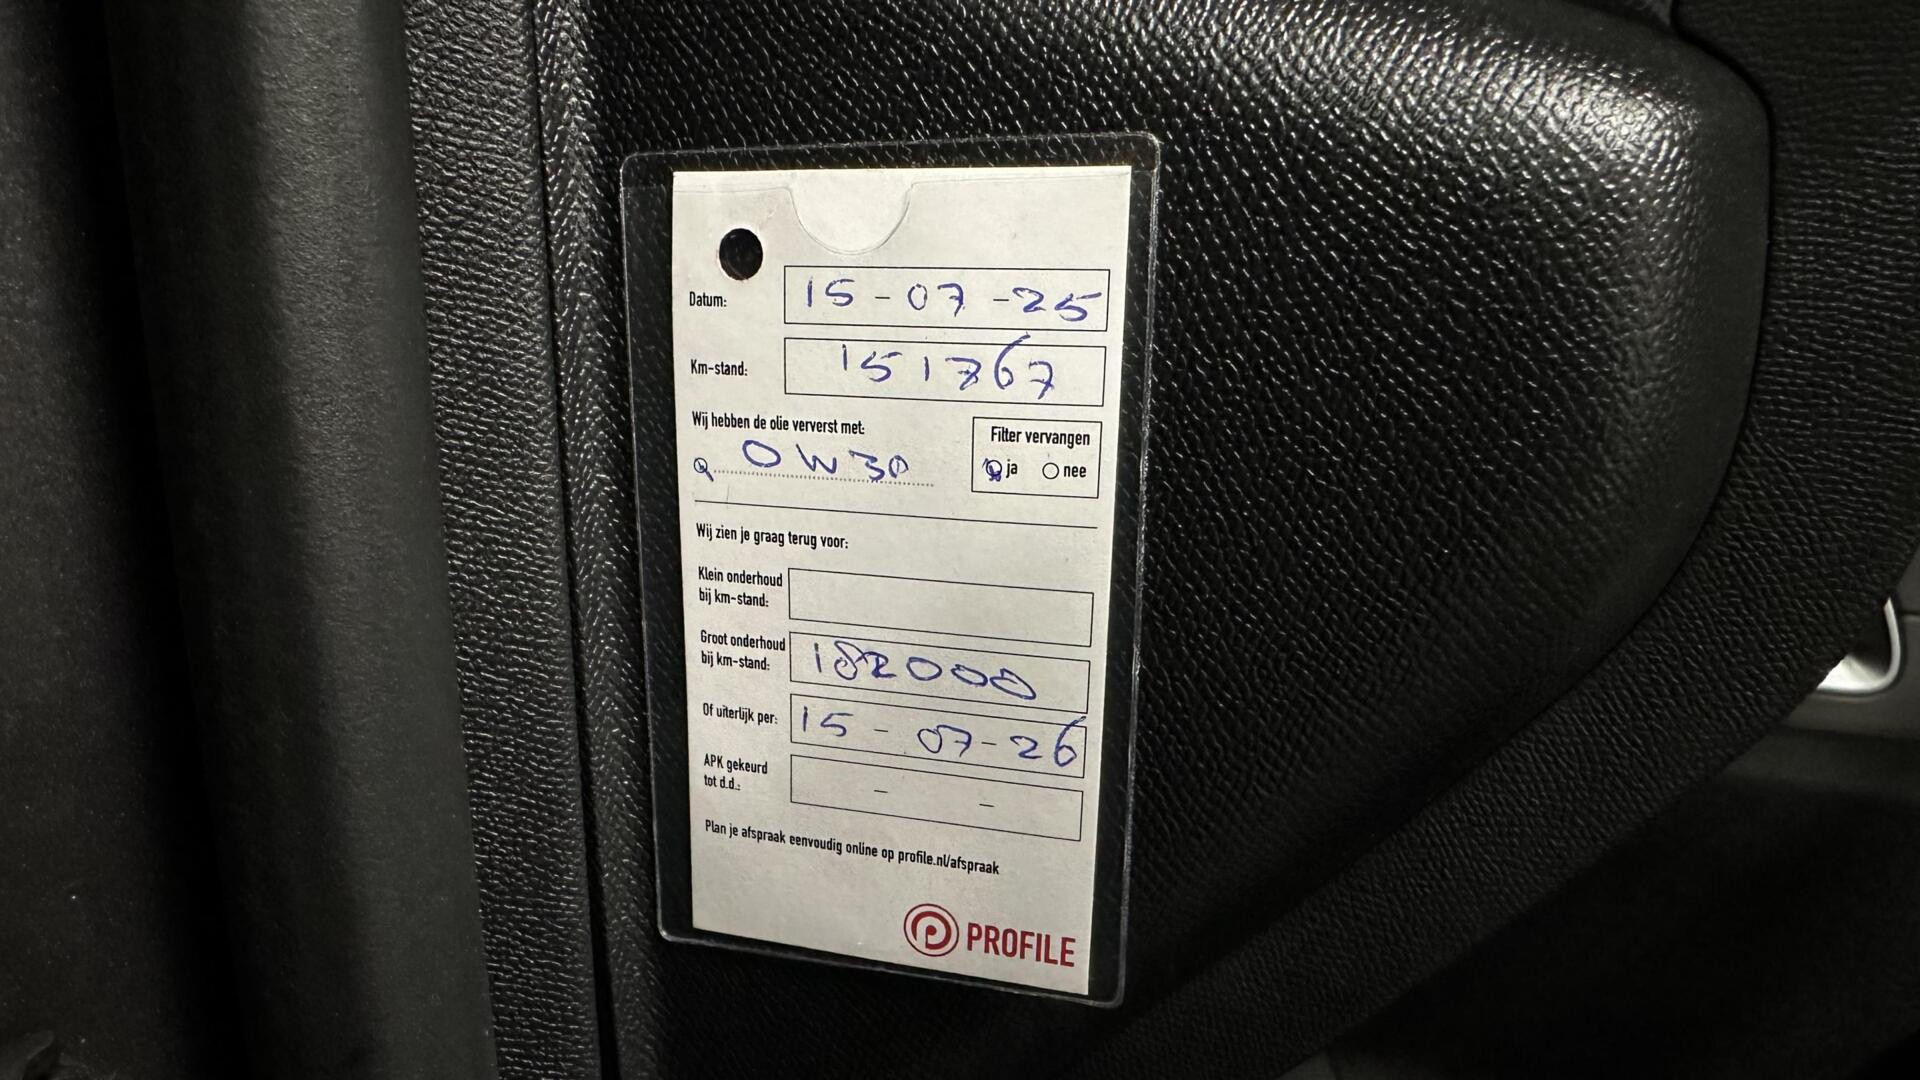 Datum: 15-07-25
Km-stand: 151767
Wij hebben de olie ververst met:
0W30
Filter vervangen
ja nee
Wij zien je graag terug voor:
Klein onderhoud
bij km-stand:
Groot onderhoud
bij km-stand: 182000
Of uiterlijk per: 15-07-26
APK gekeurd
tot d.d.: - -
Plan je afspraak eenvoudig online op profile.nl/afspraak
PROFILE